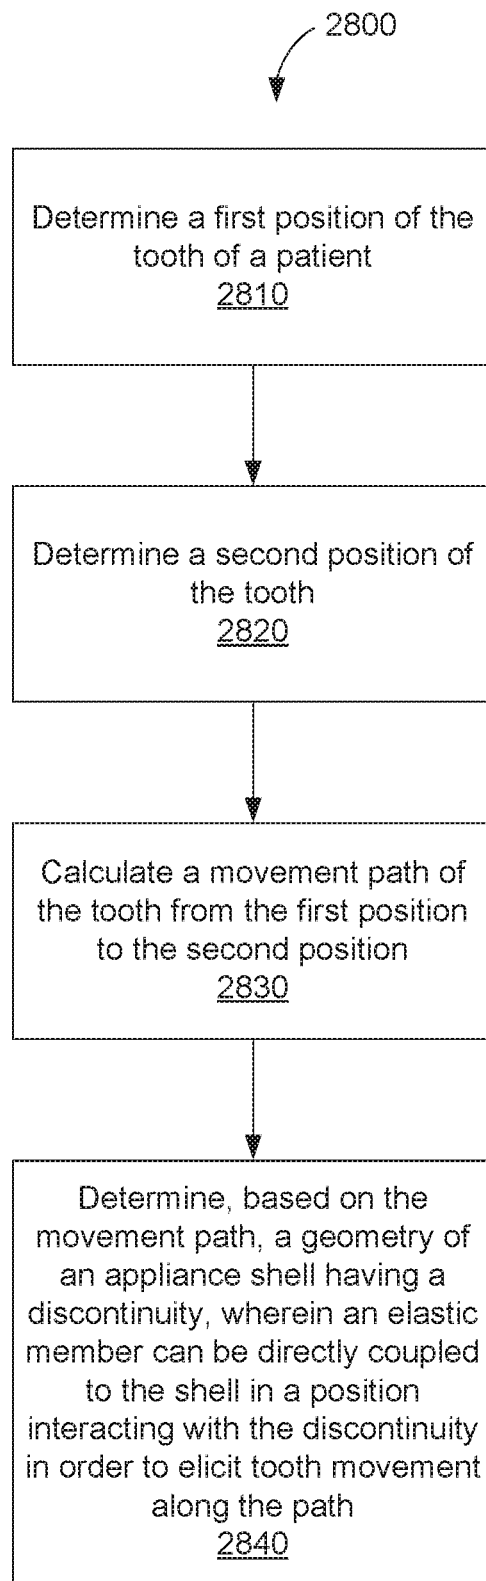 2800
Determine a first position of the
tooth of a patient
2810
Determine a second position of
the tooth
2820
Calculate a movement path of
the tooth from the first position
to the second position
2830
Determine, based on the
movement path, a geometry of
an appliance shell having a
discontinuity, wherein an elastic
member can be directly coupled
to the shell in a position
interacting with the discontinuity
in order to elicit tooth movement
along the path
2840